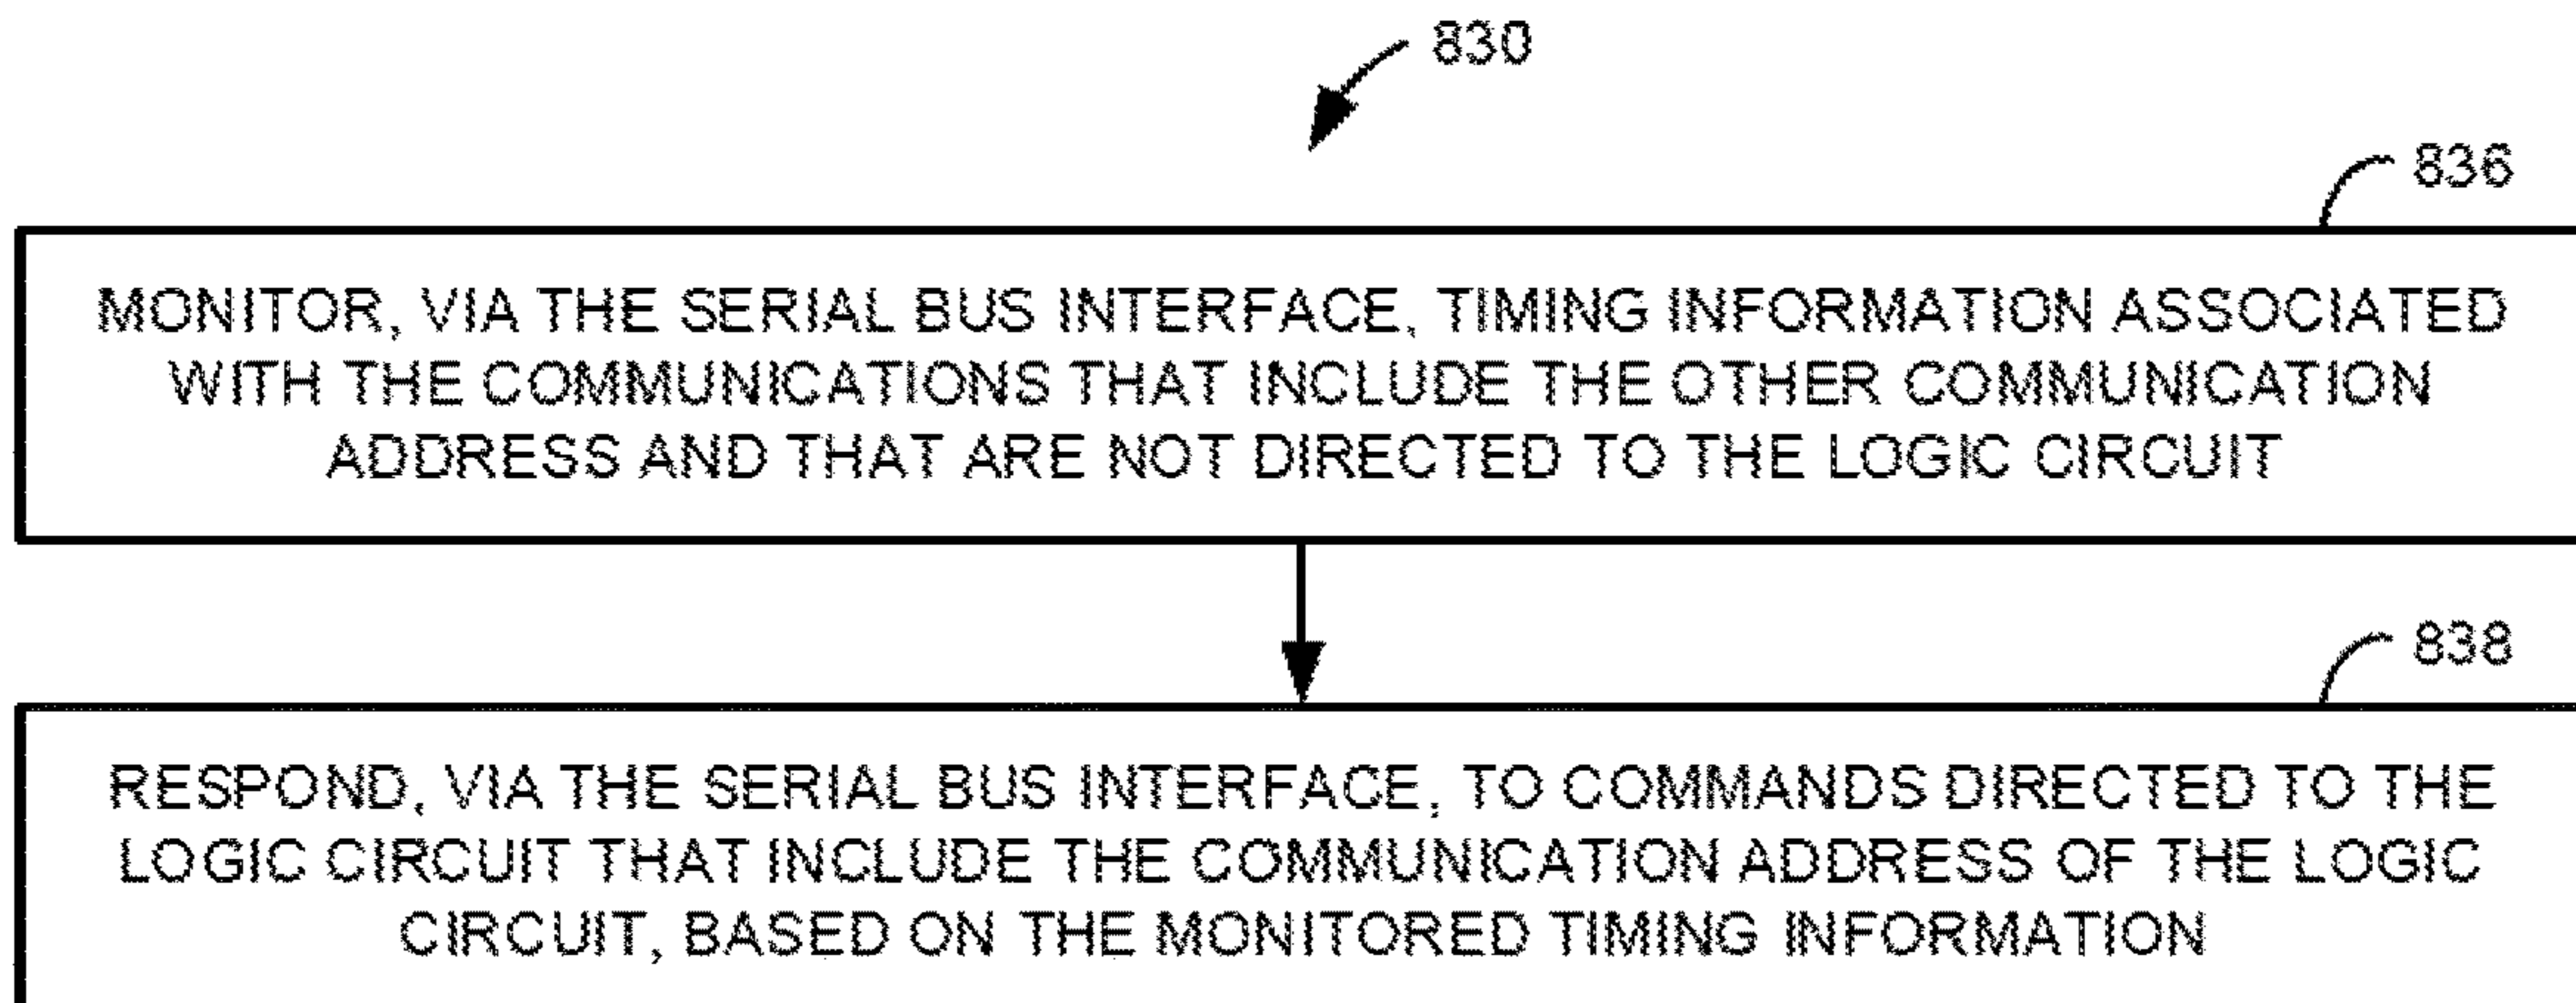 830
836
MONITOR, VIA THE SERIAL BUS INTERFACE, TIMING INFORMATION ASSOCIATED
WITH THE COMMUNICATIONS THAT INCLUDE THE OTHER COMMUNICATION
ADDRESS AND THAT ARE NOT DIRECTED TO THE LOGIC CIRCUIT
838
RESPOND, VIA THE SERIAL BUS INTERFACE, TO COMMANDS DIRECTED TO THE
LOGIC CIRCUIT THAT INCLUDE THE COMMUNICATION ADDRESS OF THE LOGIC
CIRCUIT, BASED ON THE MONITORED TIMING INFORMATION